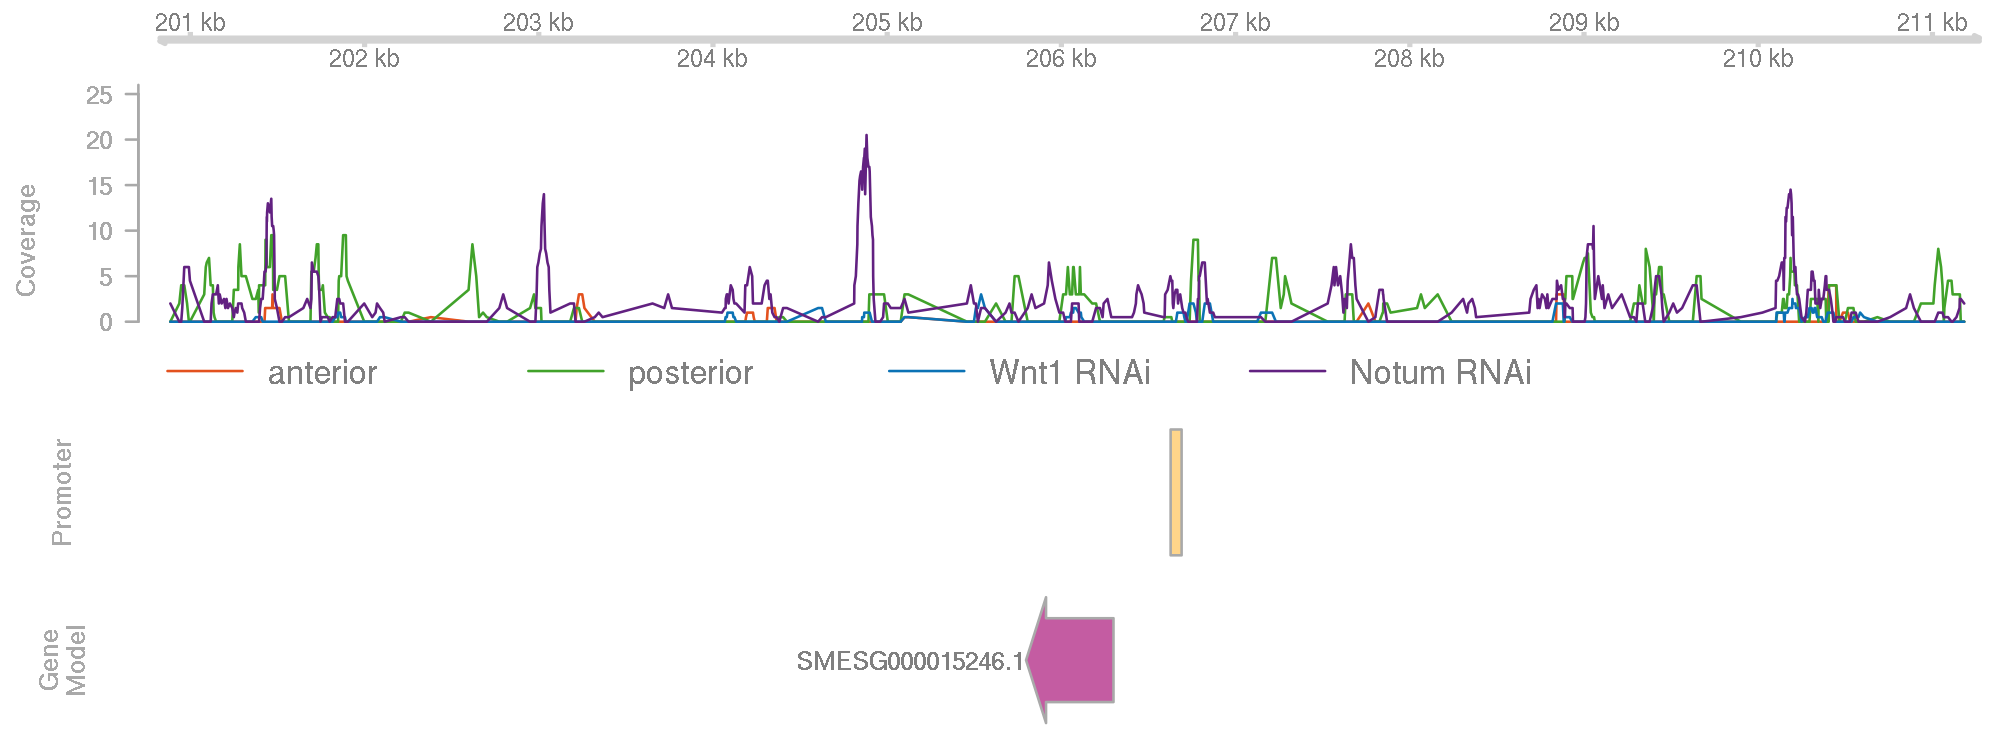 201 kb 203 kb 205 kb 207 kb 209 kb 211 kb
202 kb 204 kb 206 kb 208 kb 210 kb
Coverage
25
20
15
10
5
0
anterior posterior Wnt1 RNAi Notum RNAi
Promoter
Gene
Model
SMESG000015246.1